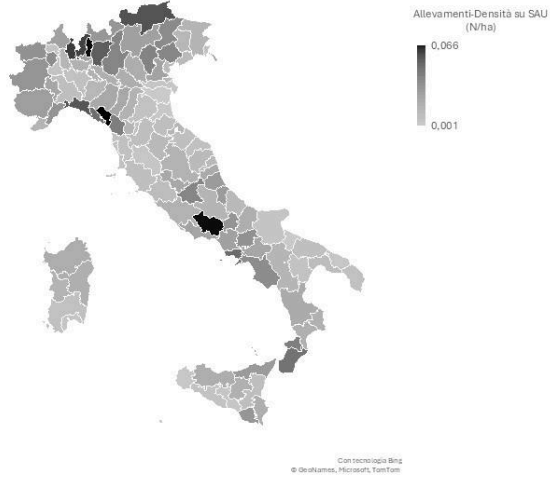 Allevamenti-Densità su SAU
(N/ha)
0,066
0,001
Con tecnologia Bing
© GeoNames, Microsoft, TomTom